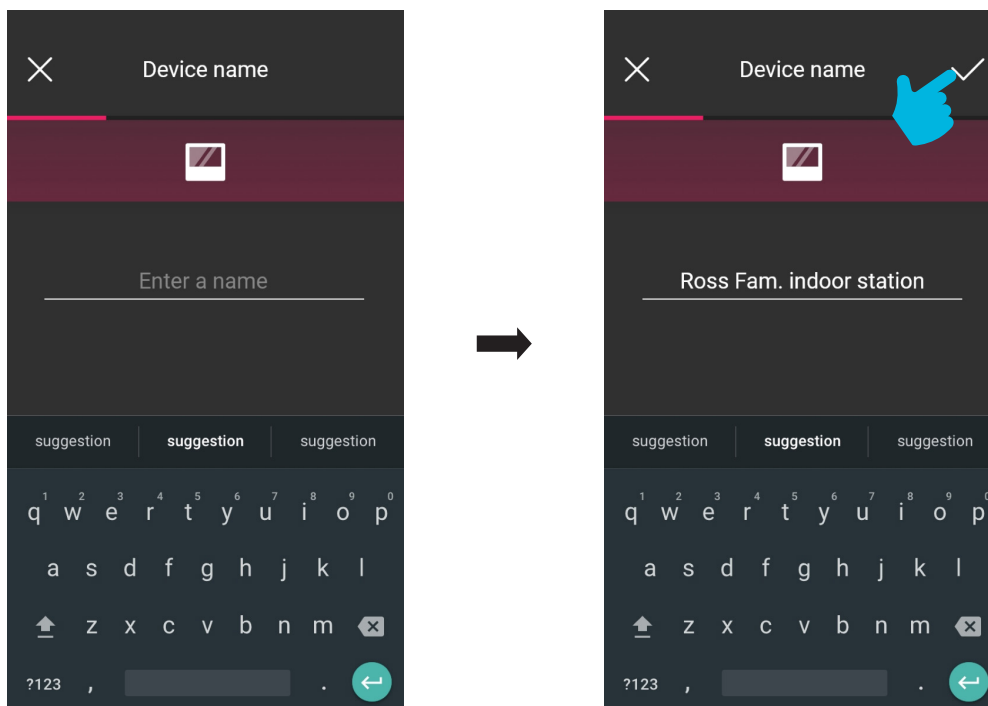 Device name
Enter a name
suggestion suggestion suggestion
1 2 3 4 5 6 7 8 9 0
q w e r t y u i o p
a s d f g h j k l
z x c v b n m
?123 , .
Device name
Ross Fam. indoor station
suggestion suggestion suggestion
1 2 3 4 5 6 7 8 9 0
q w e r t y u i o p
a s d f g h j k l
z x c v b n m
?123 , .